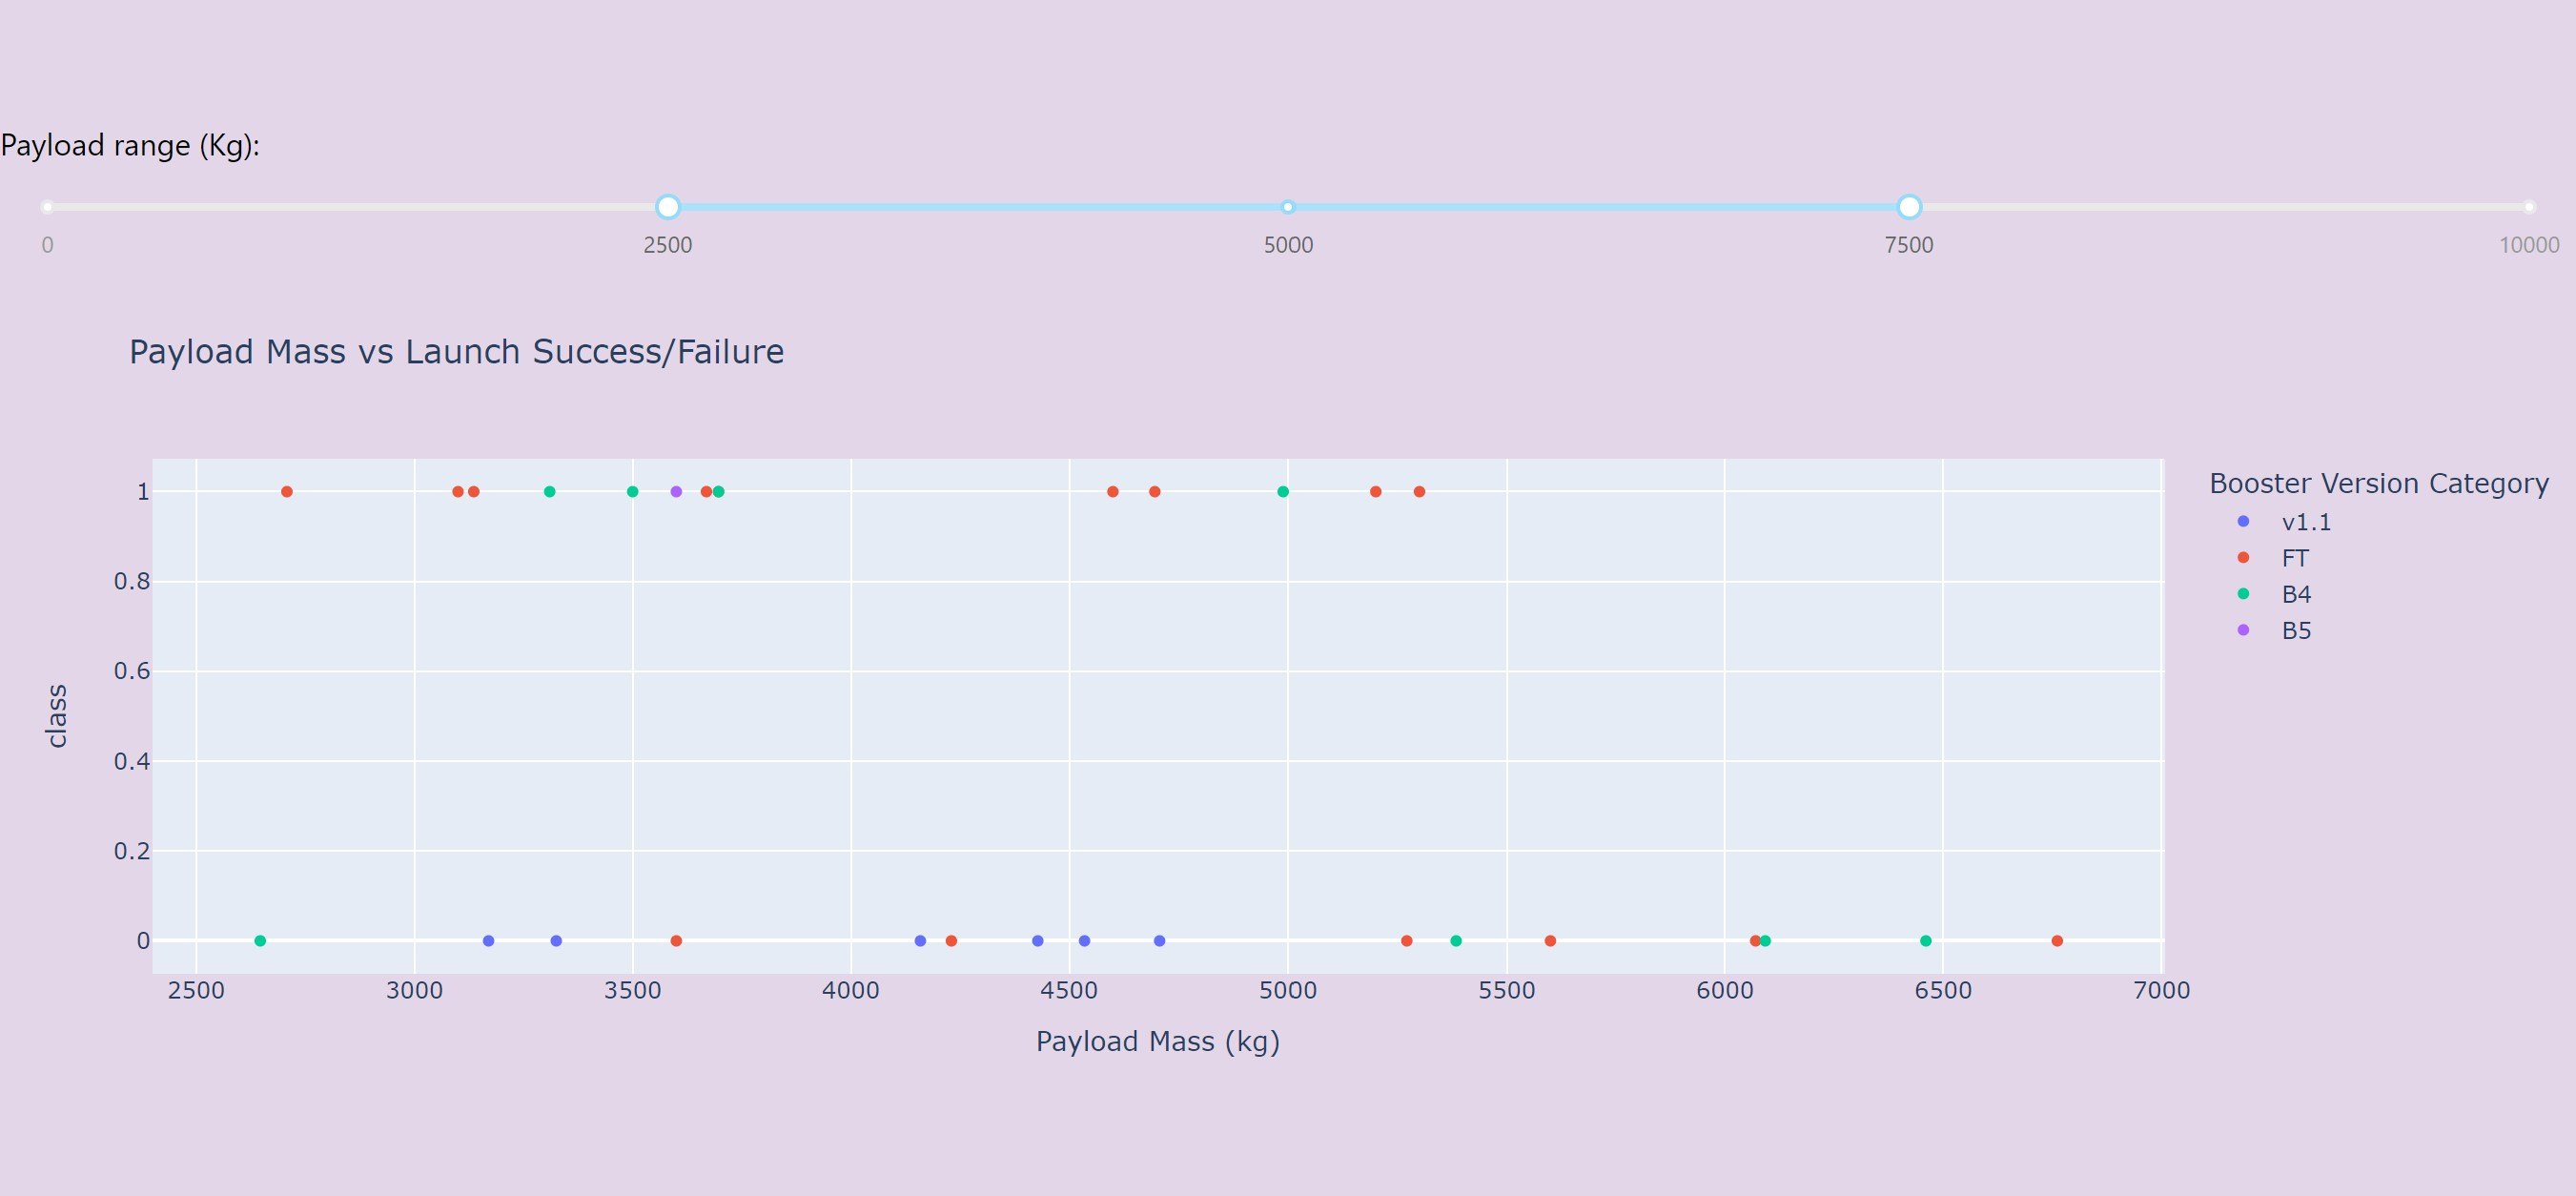 Payload range (Kg):
0 2500 5000 7500 10000
Payload Mass vs Launch Success/Failure
Booster Version Category
v1.1
FT
B4
B5
1
0.8
0.6
0.4
0.2
0
class
2500 3000 3500 4000 4500 5000 5500 6000 6500 7000
Payload Mass (kg)